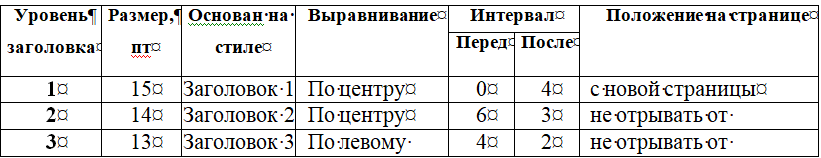 Уровень Размер, Основан на Выравнивание Интервал Положение на странице
заголовка пт стиле Перед После
1 15 Заголовок 1 По центру 0 4 с новой страницы
2 14 Заголовок 2 По центру 6 3 не отрывать от
3 13 Заголовок 3 По левому 4 2 не отрывать от